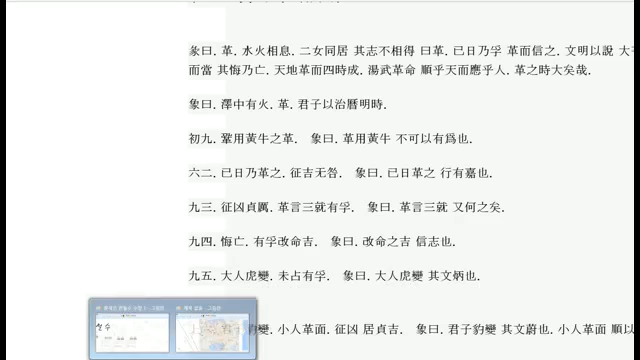 彖曰. 革. 水火相息. 二女同居 其志不相得 曰革. 已日乃孚 革而信之. 文明以說 大
而當 其悔乃亡. 天地革而四時成. 湯武革命 順乎天而應乎人. 革之時大矣哉.
象曰. 澤中有火. 革. 君子以治曆明時.
初九. 鞏用黃牛之革. 象曰. 革用黃牛 不可以有爲也.
六二. 已日乃革之. 征吉无咎. 象曰. 已日革之 行有嘉也.
九三. 征凶貞厲. 革言三就有孚. 象曰. 革言三就 又何之矣.
九四. 悔亡. 有孚改命吉. 象曰. 改命之吉 信志也.
九五. 大人虎變. 未占有孚. 象曰. 大人虎變 其文炳也.
變. 小人革面. 征凶 居貞吉. 象曰. 君子豹變 其文蔚也. 小人革面 順以